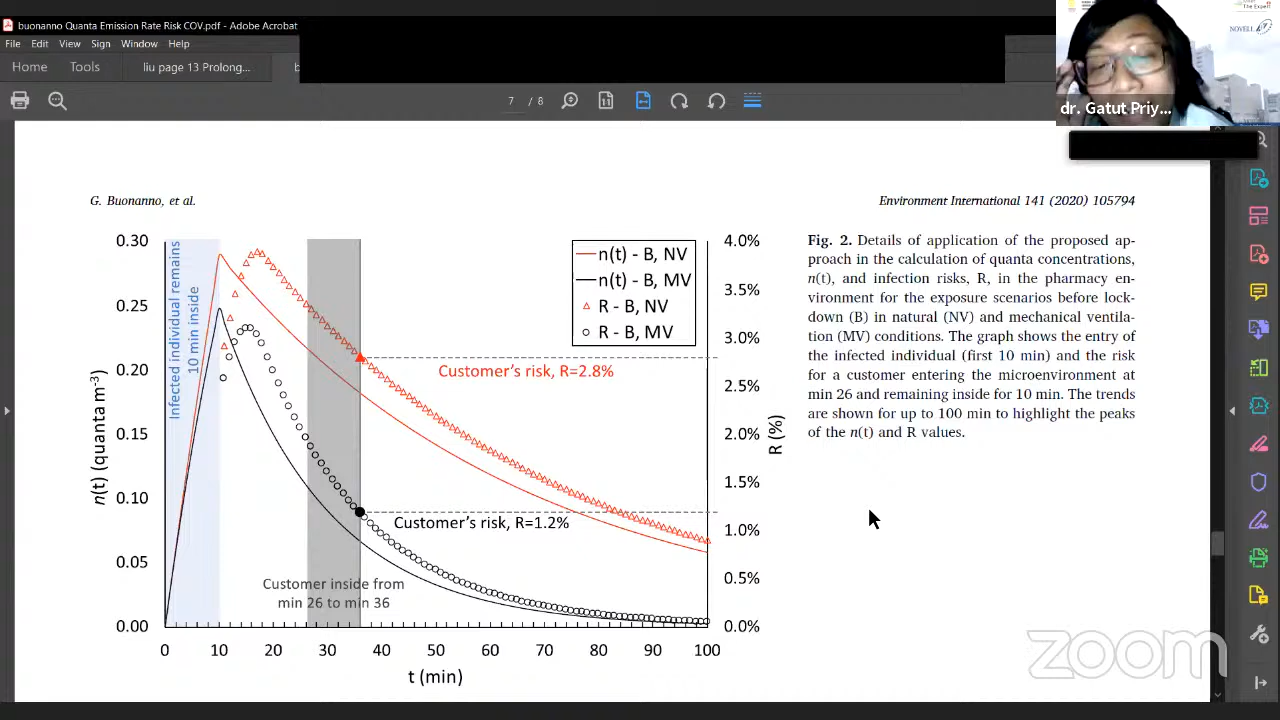 buonanno Quanta Emission Rate Risk COV.pdf - Adobe Acrobat
File Edit View Sign Window Help
Home Tools liu page 13 Prolong... b
7 / 8
dr. Gatut Priy...
NOVELL
The Expert
G. Buonanno, et al.
Environment International 141 (2020) 105794
0.30
0.25
0.20
0.15
0.10
0.05
0.00
n(t) (quanta m-3)
Infected individual remains
10 min inside
n(t) - B, NV
n(t) - B, MV
R - B, NV
R - B, MV
Customer's risk, R=2.8%
Customer's risk, R=1.2%
Customer inside from
min 26 to min 36
4.0%
3.5%
3.0%
2.5%
2.0%
1.5%
1.0%
0.5%
0.0%
R (%)
0 10 20 30 40 50 60 70 80 90 100
t (min)
Fig. 2. Details of application of the proposed ap-
proach in the calculation of quanta concentrations,
n(t), and infection risks, R, in the pharmacy en-
vironment for the exposure scenarios before lock-
down (B) in natural (NV) and mechanical ventila-
tion (MV) conditions. The graph shows the entry of
the infected individual (first 10 min) and the risk
for a customer entering the microenvironment at
min 26 and remaining inside for 10 min. The trends
are shown for up to 100 min to highlight the peaks
of the n(t) and R values.
zoom